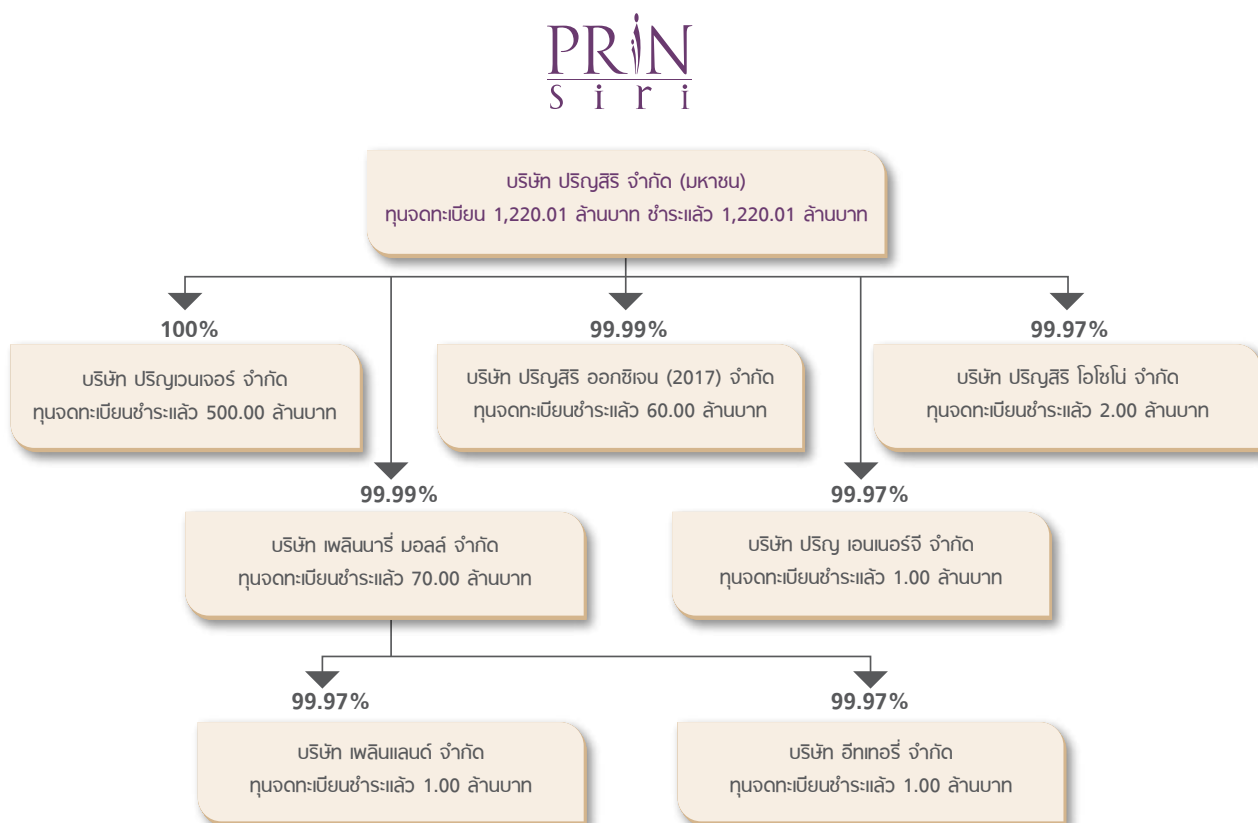 PRiN
siri
บริษัท ปริญสิริ จำกัด (มหาชน)
ทุนจดทะเบียน 1,220.01 ล้านบาท ชำระแล้ว 1,220.01 ล้านบาท
100%
บริษัท ปริญเวนเจอร์ จำกัด
ทุนจดทะเบียนชำระแล้ว 500.00 ล้านบาท
99.99%
บริษัท ปริญสิริ ออกซิเจน (2017) จำกัด
ทุนจดทะเบียนชำระแล้ว 60.00 ล้านบาท
99.97%
บริษัท ปริญสิริ โอโซโน่ จำกัด
ทุนจดทะเบียนชำระแล้ว 2.00 ล้านบาท
99.99%
บริษัท เพลินนารี่ มอลล์ จำกัด
ทุนจดทะเบียนชำระแล้ว 70.00 ล้านบาท
99.97%
บริษัท ปริญ เอนเนอร์จี จำกัด
ทุนจดทะเบียนชำระแล้ว 1.00 ล้านบาท
99.97%
บริษัท เพลินแลนด์ จำกัด
ทุนจดทะเบียนชำระแล้ว 1.00 ล้านบาท
99.97%
บริษัท อีทเทอรี่ จำกัด
ทุนจดทะเบียนชำระแล้ว 1.00 ล้านบาท